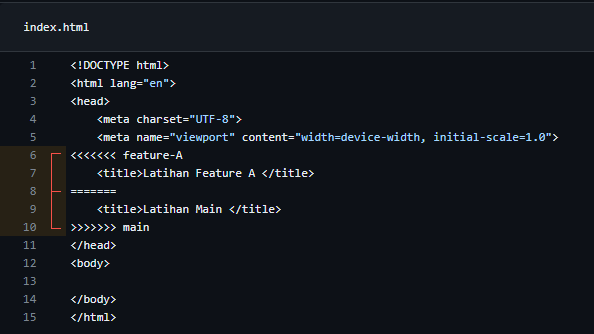 index.html
1 <!DOCTYPE html>
2 <html lang="en">
3 <head>
4     <meta charset="UTF-8">
5     <meta name="viewport" content="width=device-width, initial-scale=1.0">
6 <<<<<<< feature-A
7     <title>Latihan Feature A </title>
8 =======
9     <title>Latihan Main </title>
10 >>>>>>> main
11 </head>
12 <body>
13
14 </body>
15 </html>